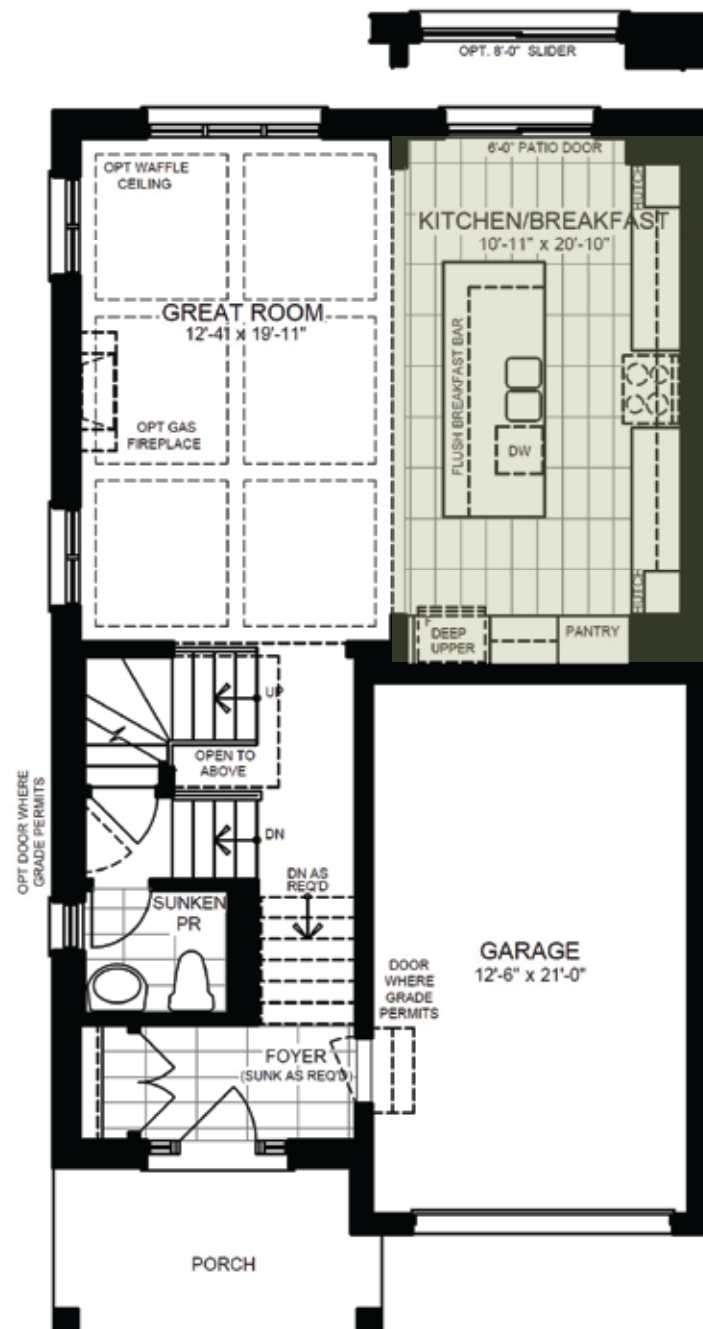 OPT. 8'-0" SLIDER
6'-0" PATIO DOOR
OPT WAFFLE
CEILING
HUTCH
KITCHEN/BREAKFAST
10'-11" x 20'-10"
GREAT ROOM
12'-4" x 19'-11"
FLUSH BREAKFAST BAR
OPT GAS
FIREPLACE
DW
HUTCH
F
DEEP
UPPER
PANTRY
UP
OPEN TO
ABOVE
OPT DOOR WHERE
GRADE PERMITS
DN
DN AS
REQ'D
SUNKEN
PR
GARAGE
12'-6" x 21'-0"
DOOR
WHERE
GRADE
PERMITS
FOYER
(SUNK AS REQ'D)
PORCH